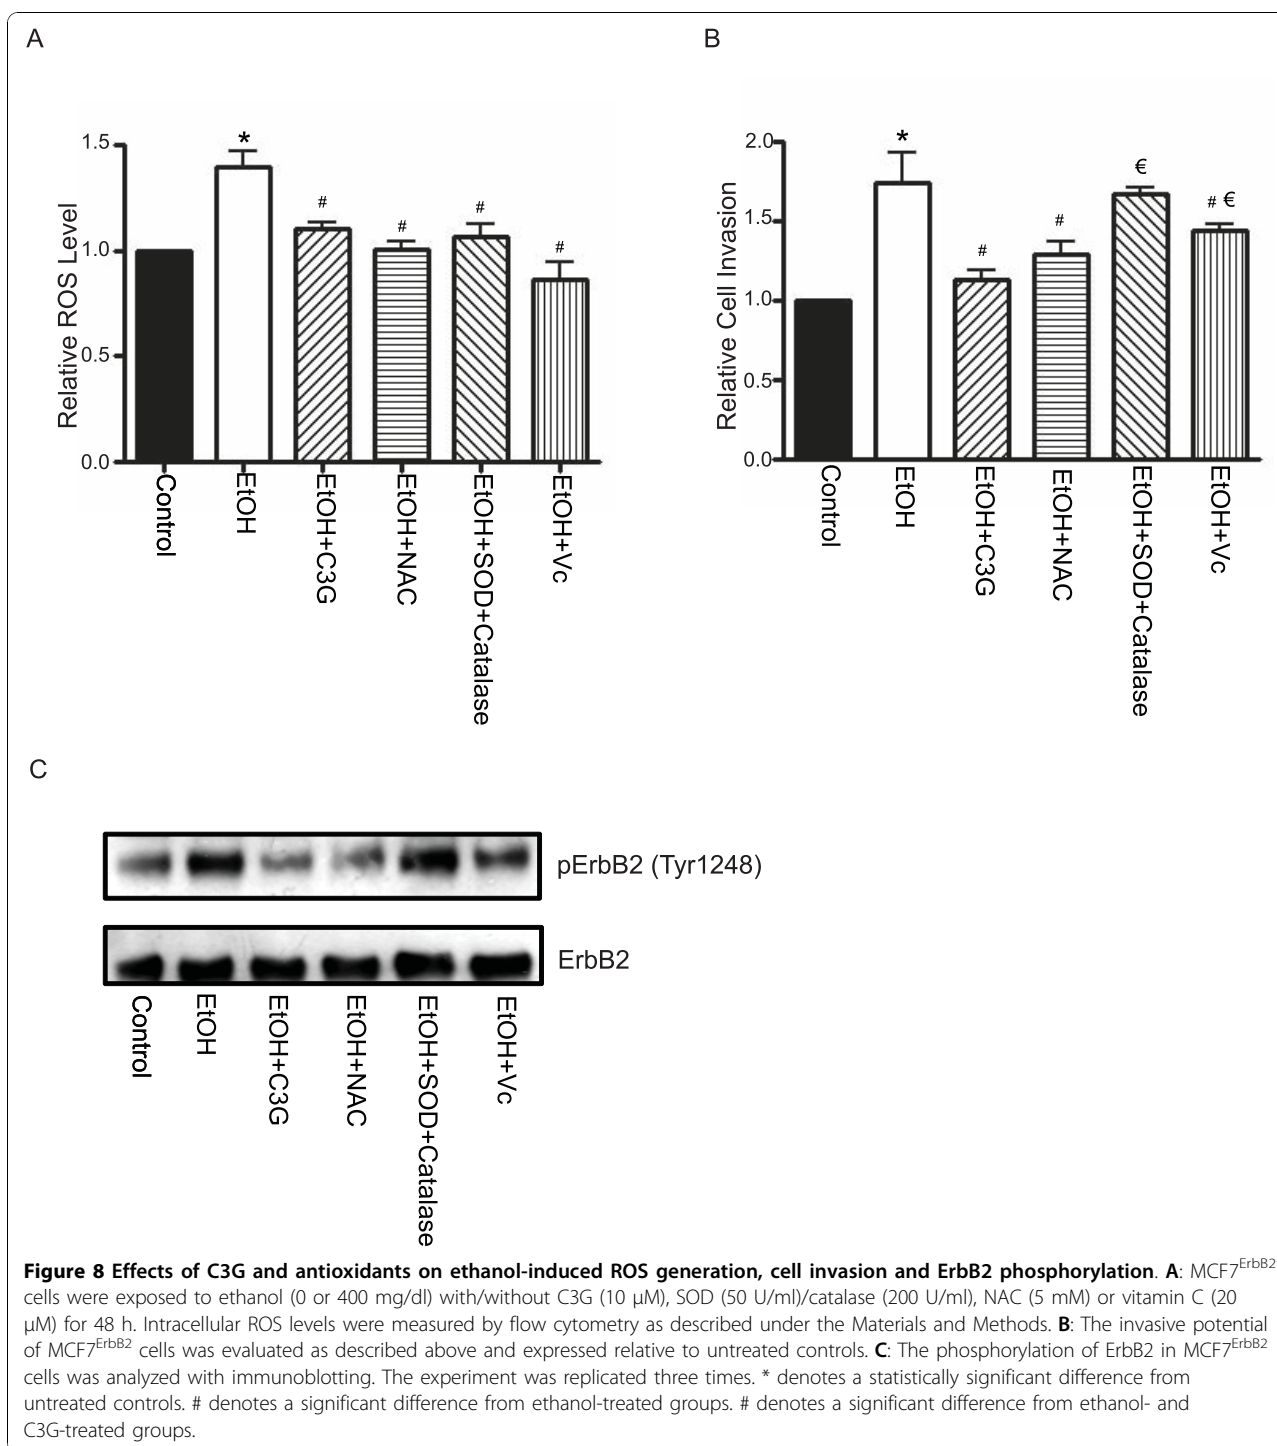 A
1.5
1.0
0.5
0.0
Relative ROS Level
*
#
#
#
#
Control
EtOH
EtOH+C3G
EtOH+NAC
EtOH+SOD+Catalase
EtOH+Vc
B
2.0
1.5
1.0
0.5
0.0
Relative Cell Invasion
*
#
#
€
# €
Control
EtOH
EtOH+C3G
EtOH+NAC
EtOH+SOD+Catalase
EtOH+Vc
C
pErbB2 (Tyr1248)
ErbB2
Control
EtOH
EtOH+C3G
EtOH+NAC
EtOH+SOD+Catalase
EtOH+Vc
Figure 8 Effects of C3G and antioxidants on ethanol-induced ROS generation, cell invasion and ErbB2 phosphorylation. A: MCF7ErbB2
cells were exposed to ethanol (0 or 400 mg/dl) with/without C3G (10 μM), SOD (50 U/ml)/catalase (200 U/ml), NAC (5 mM) or vitamin C (20
μM) for 48 h. Intracellular ROS levels were measured by flow cytometry as described under the Materials and Methods. B: The invasive potential
of MCF7ErbB2 cells was evaluated as described above and expressed relative to untreated controls. C: The phosphorylation of ErbB2 in MCF7ErbB2
cells was analyzed with immunoblotting. The experiment was replicated three times. * denotes a statistically significant difference from
untreated controls. # denotes a significant difference from ethanol-treated groups. # denotes a significant difference from ethanol- and
C3G-treated groups.